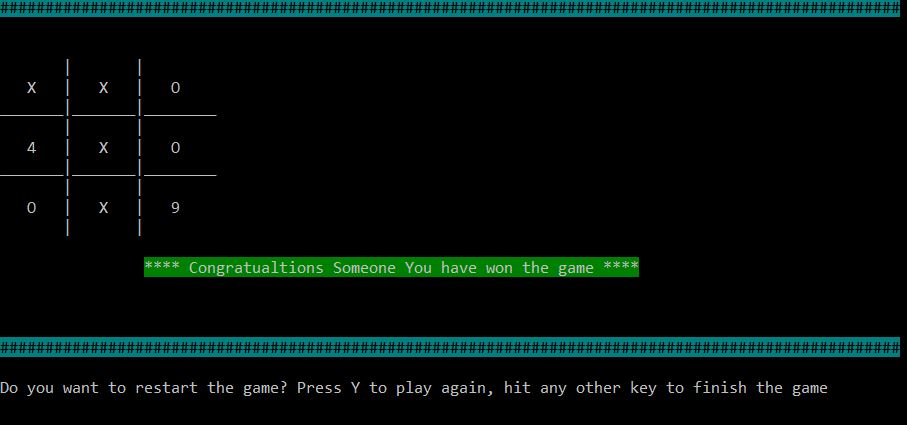 ####################################################################################################
X | X | O
4 | X | O
O | X | 9
**** Congratualtions Someone You have won the game ****
####################################################################################################
Do you want to restart the game? Press Y to play again, hit any other key to finish the game